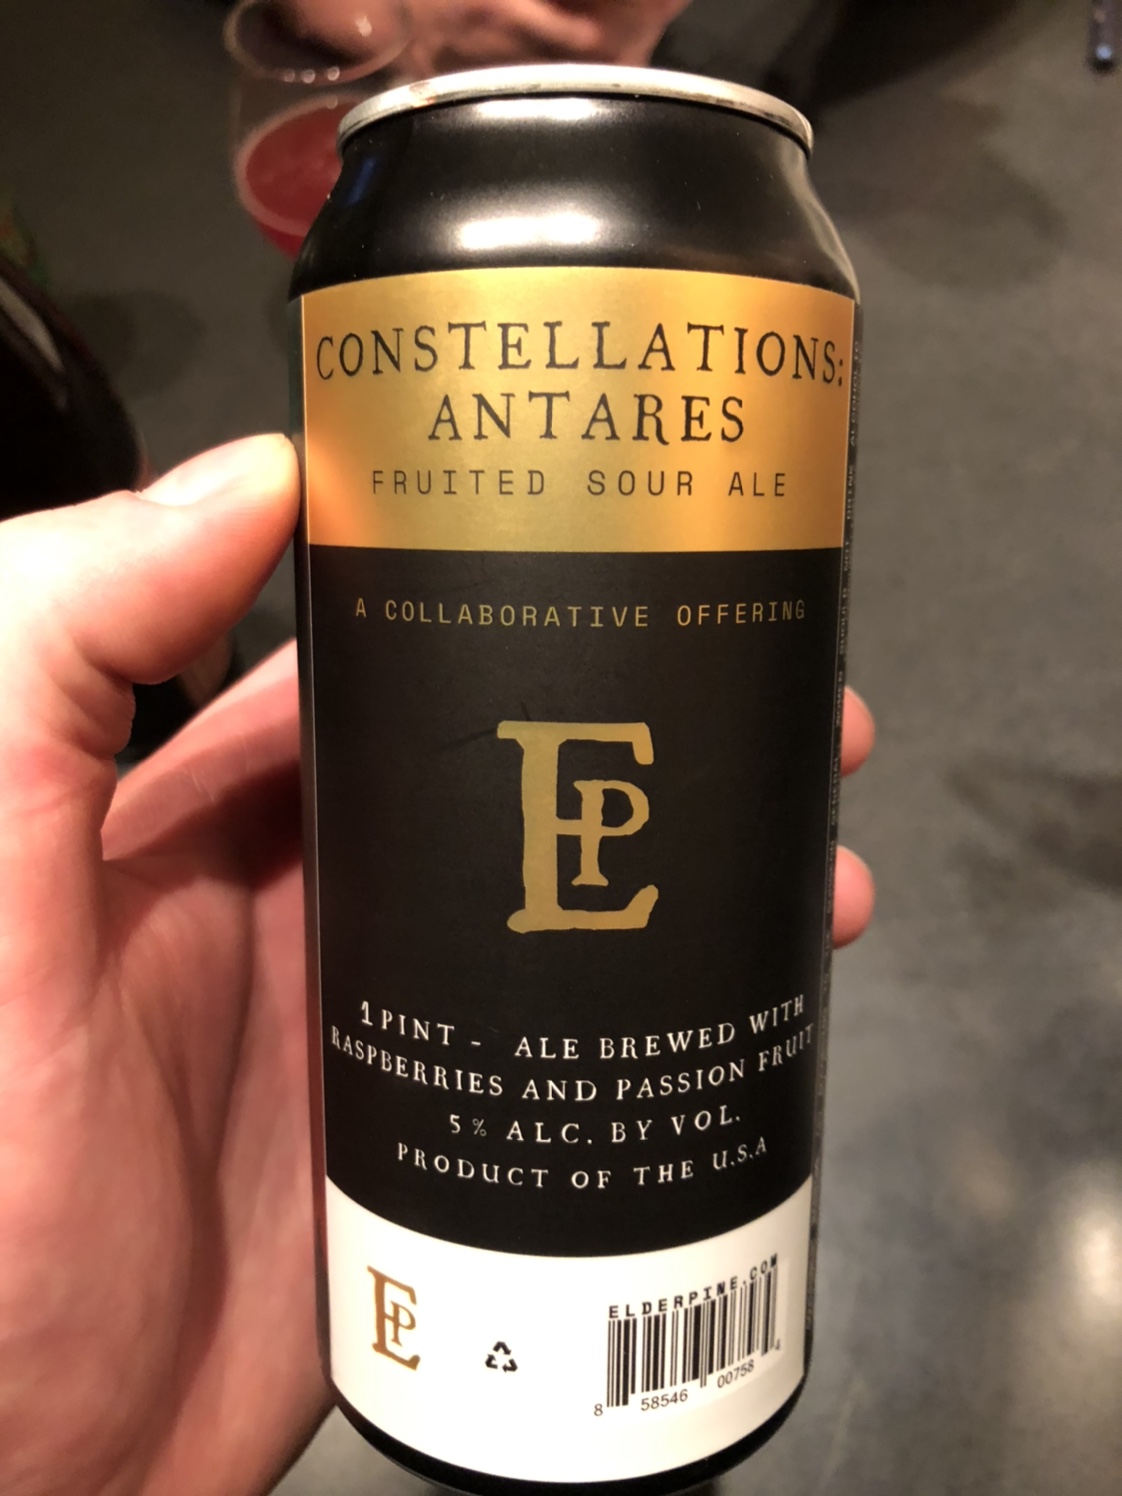 CONSTELLATIONS:
ANTARES
FRUITED SOUR ALE
A COLLABORATIVE OFFERING
EP
1 PINT - ALE BREWED WITH
RASPBERRIES AND PASSION FRUIT
5% ALC. BY VOL.
PRODUCT OF THE U.S.A
EP
ELDERPINE.COM
8 58546 00758 4